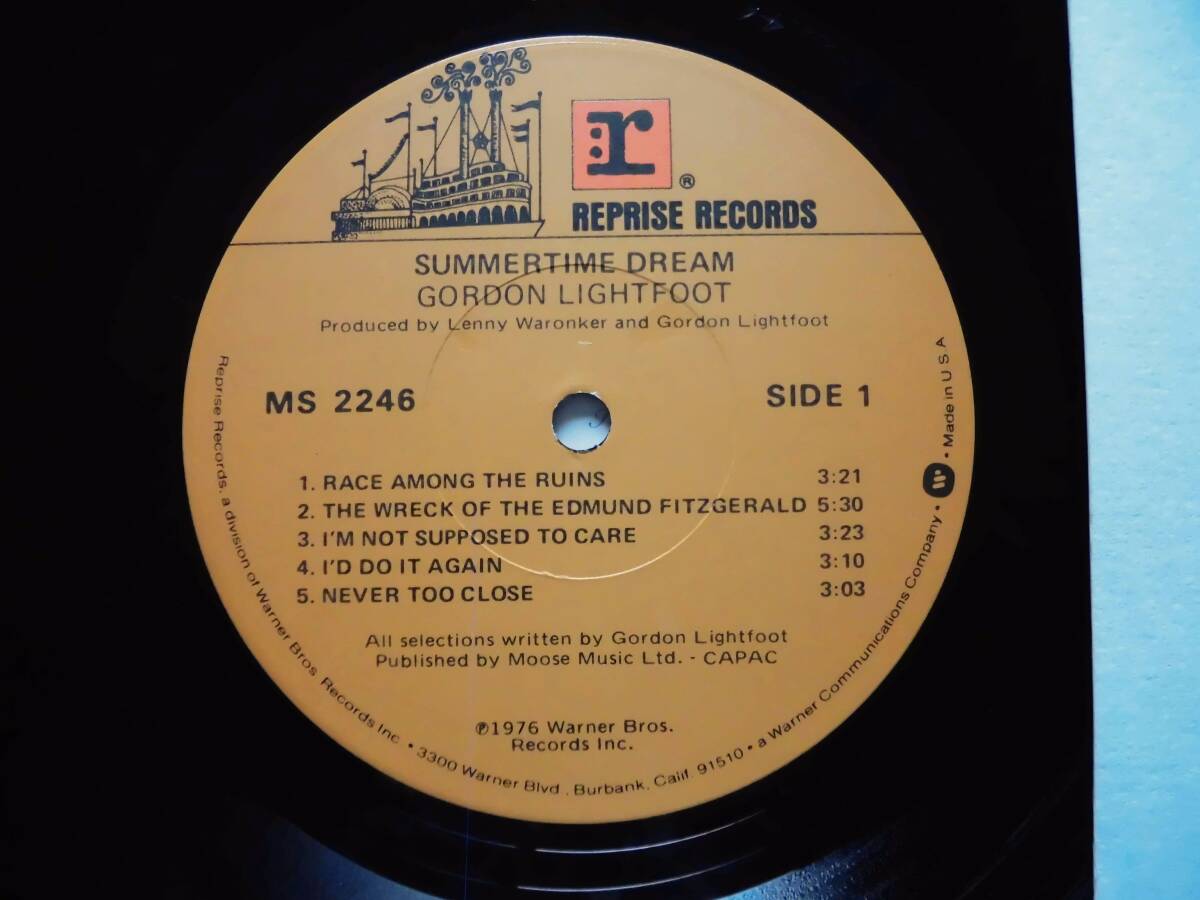 r
®
REPRISE RECORDS
SUMMERTIME DREAM
GORDON LIGHTFOOT
Produced by Lenny Waronker and Gordon Lightfoot
MS 2246
SIDE 1
1. RACE AMONG THE RUINS 3:21
2. THE WRECK OF THE EDMUND FITZGERALD 5:30
3. I'M NOT SUPPOSED TO CARE 3:23
4. I'D DO IT AGAIN 3:10
5. NEVER TOO CLOSE 3:03
All selections written by Gordon Lightfoot
Published by Moose Music Ltd. - CAPAC
℗1976 Warner Bros.
Records Inc.
Reprise Records, a division of Warner Bros. Records Inc • 3300 Warner Blvd., Burbank, Calif. 91510 • a Warner Communications Company • W • Made in U S A